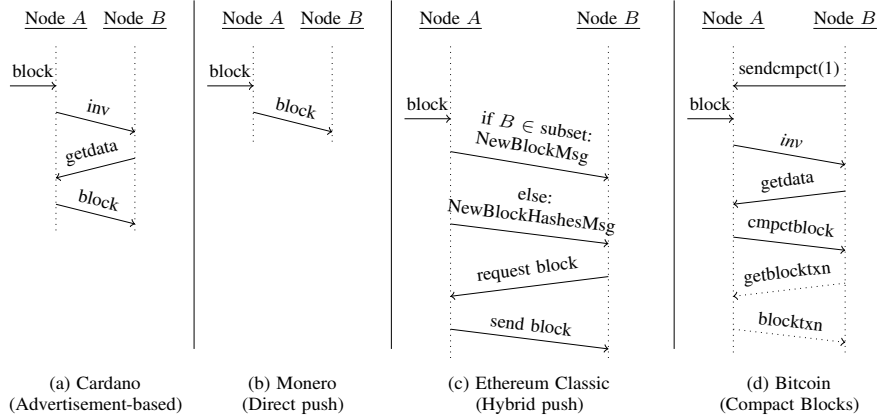 Node A Node B
block
inv
getdata
block
(a) Cardano
(Advertisement-based)
Node A Node B
block
block
(b) Monero
(Direct push)
Node A Node B
block
if B ∈ subset:
NewBlockMsg
else:
NewBlockHashesMsg
request block
send block
(c) Ethereum Classic
(Hybrid push)
Node A Node B
sendcmpct(1)
block
inv
getdata
cmpctblock
getblocktxn
blocktxn
(d) Bitcoin
(Compact Blocks)